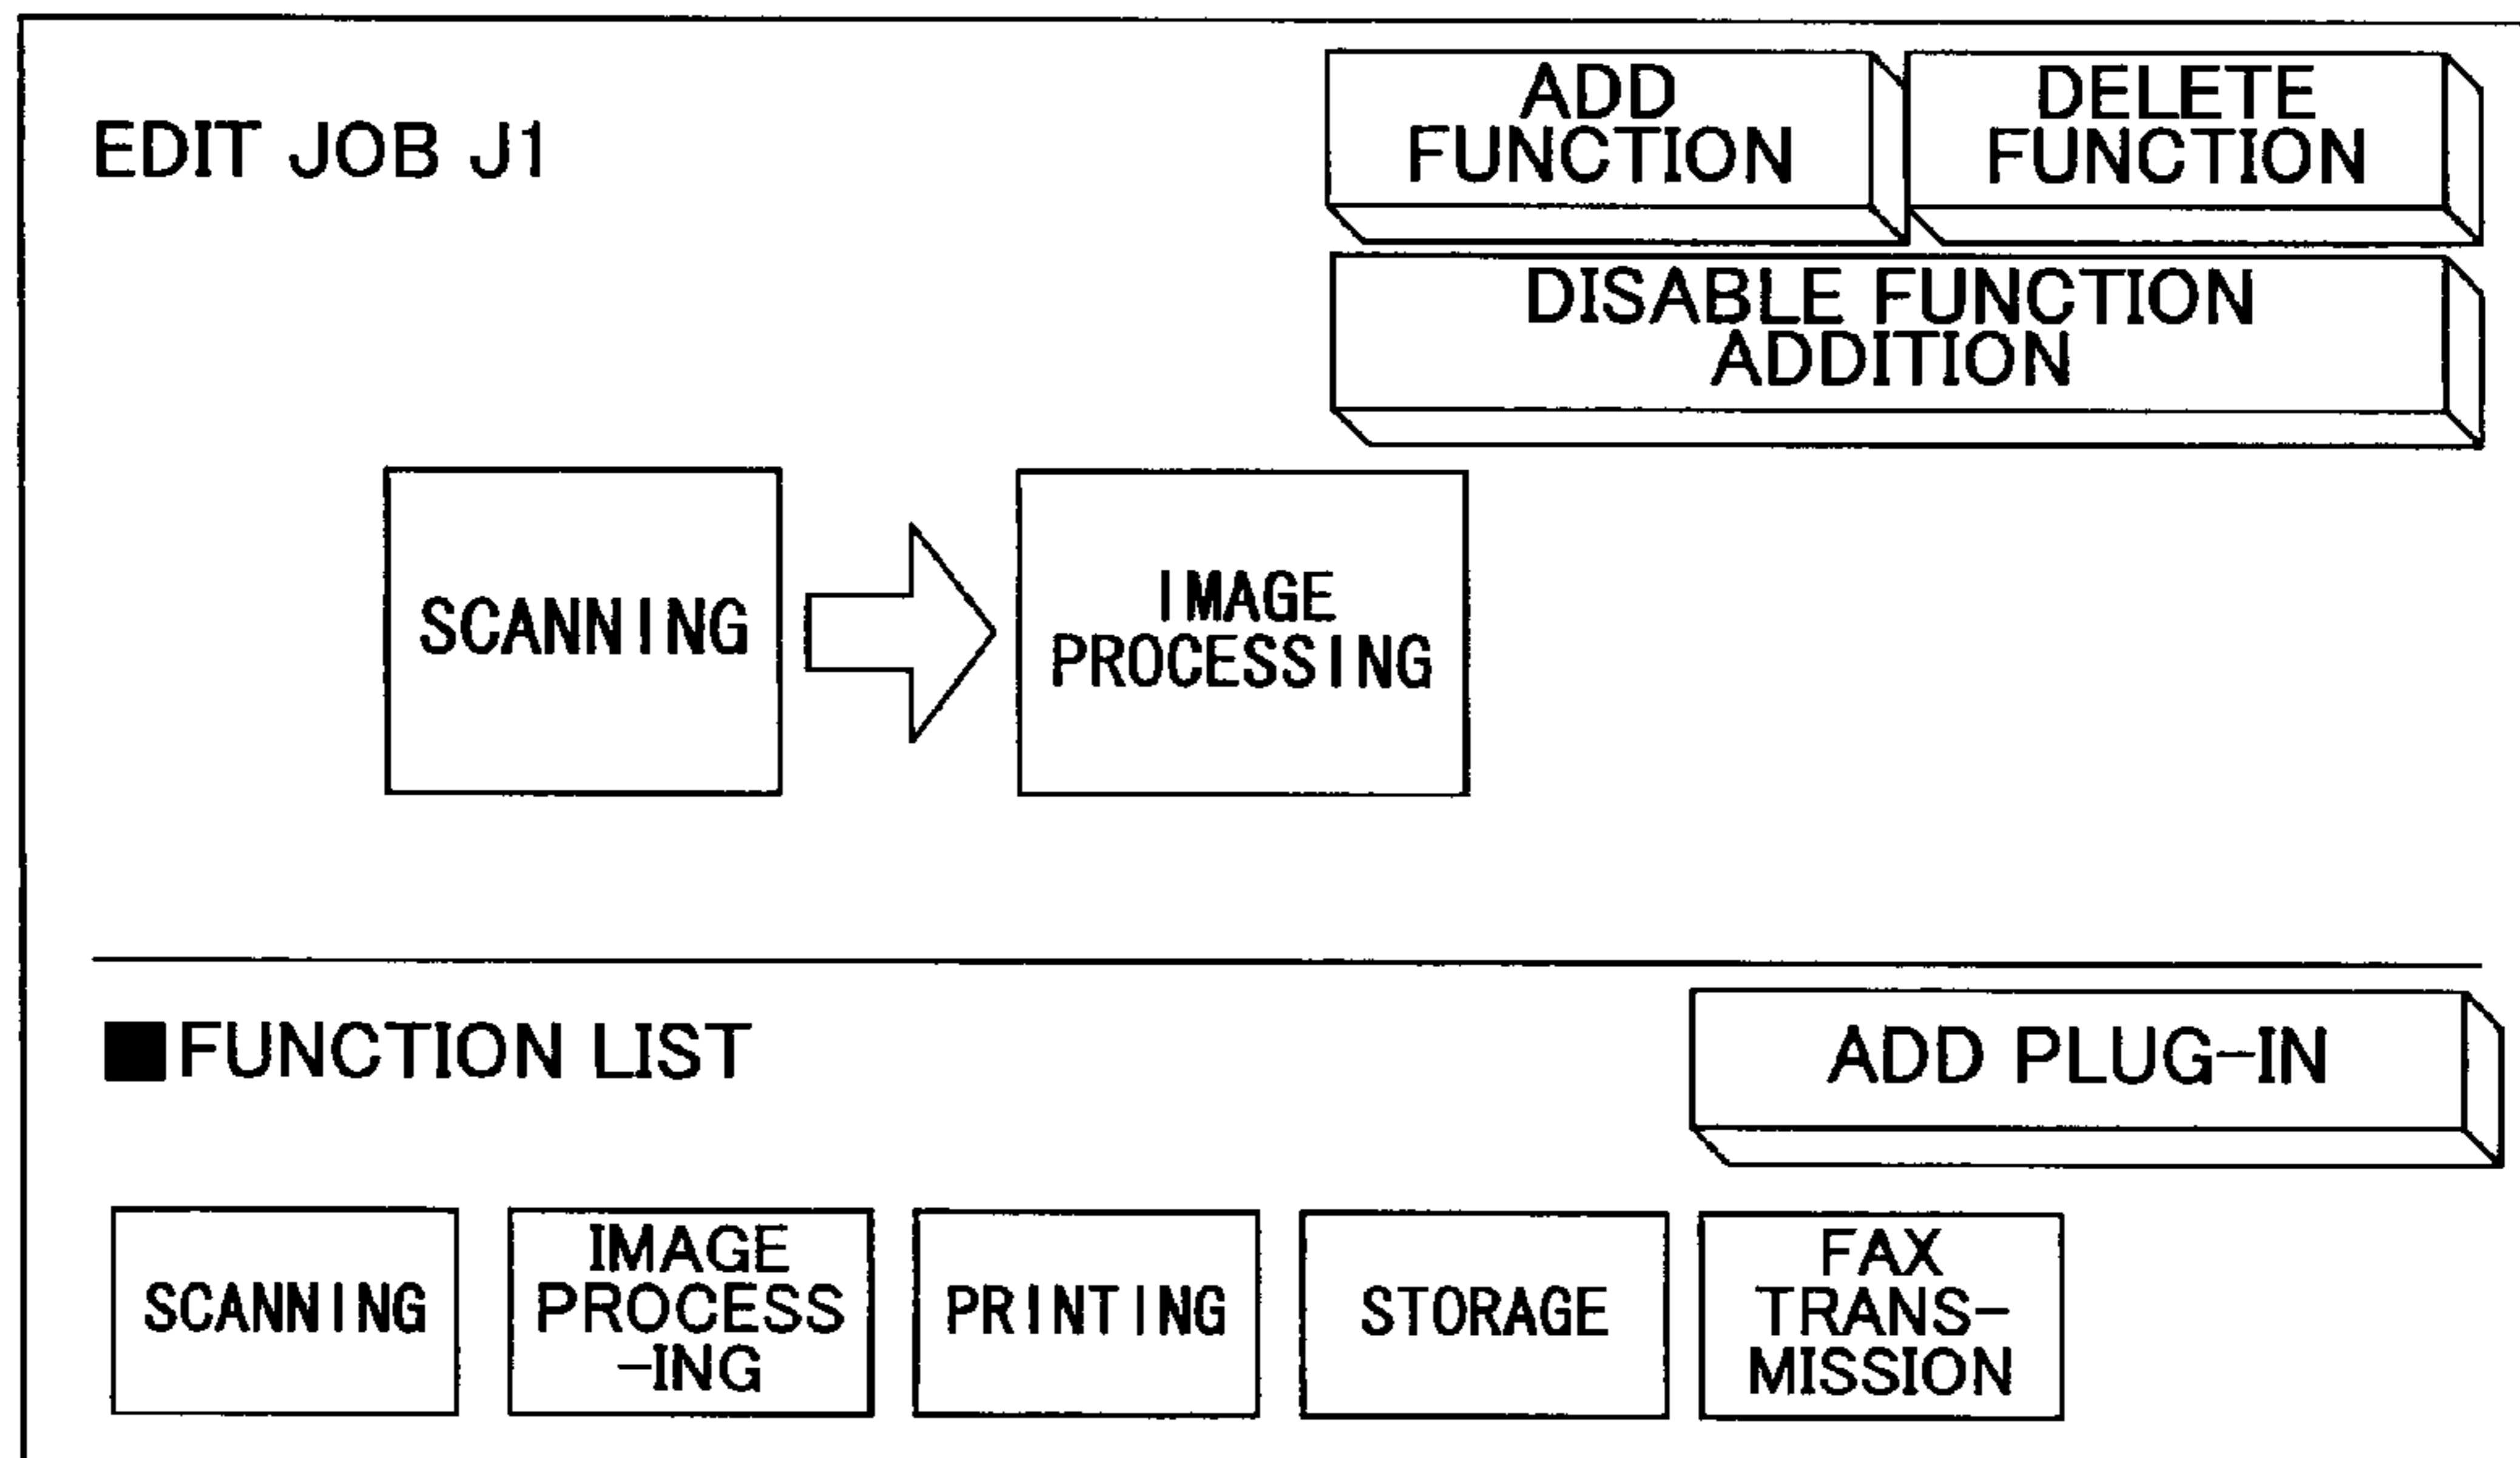 EDIT JOB J1
ADD
FUNCTION
DELETE
FUNCTION
DISABLE FUNCTION
ADDITION
SCANNING
IMAGE
PROCESSING
■FUNCTION LIST
ADD PLUG-IN
SCANNING
IMAGE
PROCESS
-ING
PRINTING
STORAGE
FAX
TRANS-
MISSION